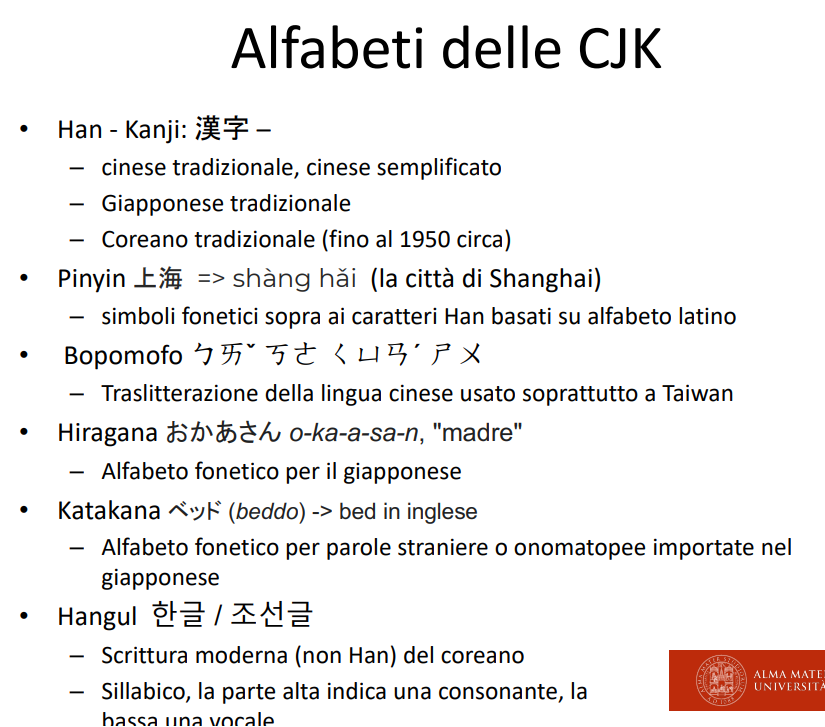 Alfabeti delle CJK
• Han - Kanji: 漢字 –
– cinese tradizionale, cinese semplificato
– Giapponese tradizionale
– Coreano tradizionale (fino al 1950 circa)
• Pinyin 上海 => shàng hǎi (la città di Shanghai)
– simboli fonetici sopra ai caratteri Han basati su alfabeto latino
• Bopomofo ㄅㄞˇ ㄎㄜ ㄑㄩㄢˊ ㄕㄨ
– Traslitterazione della lingua cinese usato soprattutto a Taiwan
• Hiragana おかあさん o-ka-a-sa-n, "madre"
– Alfabeto fonetico per il giapponese
• Katakana ベッド (beddo) -> bed in inglese
– Alfabeto fonetico per parole straniere o onomatopee importate nel
giapponese
• Hangul 한글 / 조선글
– Scrittura moderna (non Han) del coreano
– Sillabico, la parte alta indica una consonante, la
bassa una vocale
ALMA MATE
UNIVERSITÀ